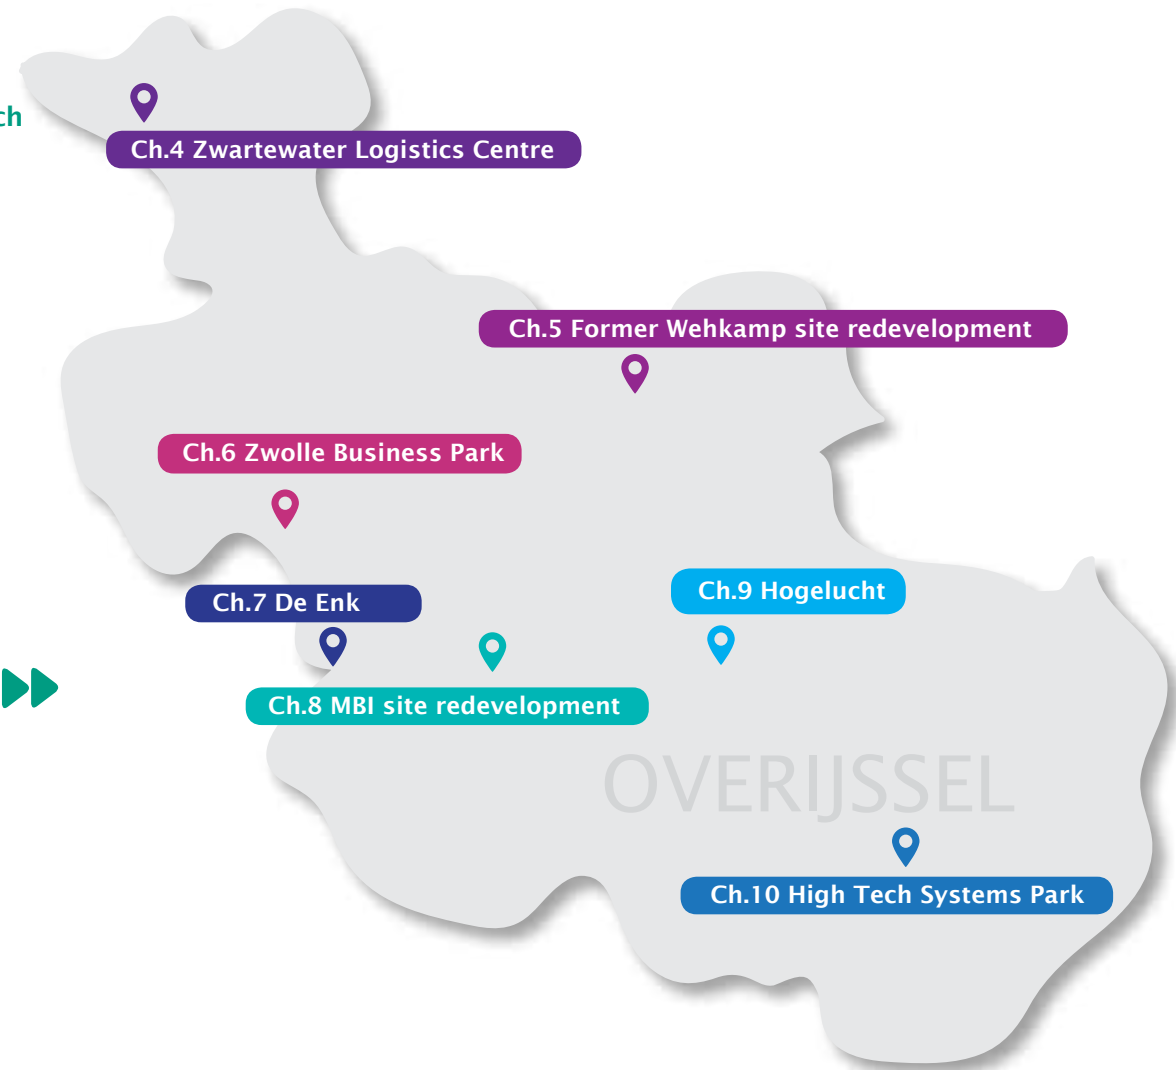 Ch.4 Zwartewater Logistics Centre
Ch.5 Former Wehkamp site redevelopment
Ch.6 Zwolle Business Park
Ch.7 De Enk
Ch.9 Hogelucht
Ch.8 MBI site redevelopment
OVERIJSSEL
Ch.10 High Tech Systems Park